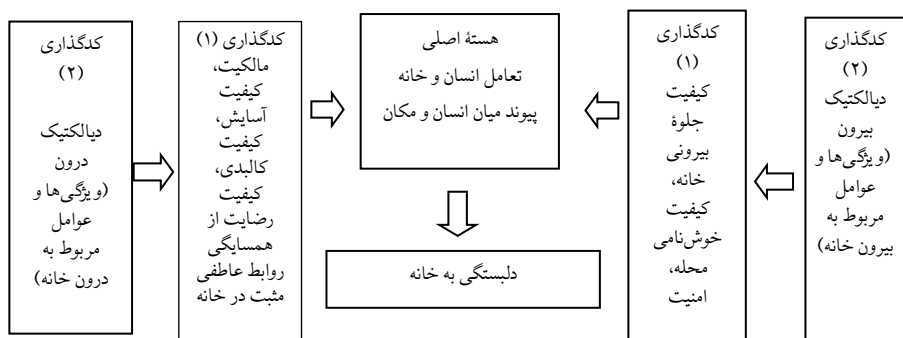 کدگذاری
(۲)
دیالکتیک
بیرون
(ویژگی‌ها و
عوامل
مربوط به
بیرون خانه)
کدگذاری
(۱)
کیفیت
جلوۀ
بیرونی
خانه،
کیفیت
خوش‌نامی
محله،
امنیت
هستۀ اصلی
تعامل انسان و خانه
پیوند میان انسان و مکان
دلبستگی به خانه
کدگذاری (۱)
مالکیت،
کیفیت
آسایش،
کیفیت
کالبدی،
کیفیت
رضایت از
همسایگی
روابط عاطفی
مثبت در خانه
کدگذاری
(۲)
دیالکتیک
درون
(ویژگی‌ها و
عوامل
مربوط به
درون خانه)